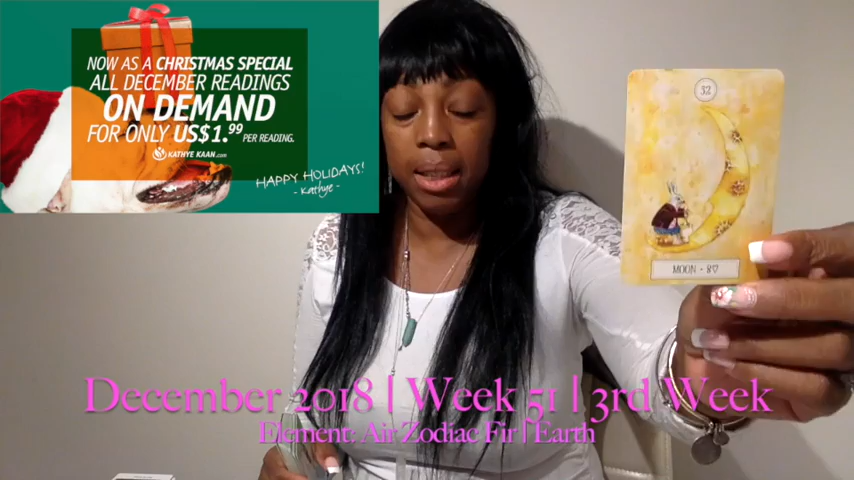 NOW AS A CHRISTMAS SPECIAL
ALL DECEMBER READINGS
ON DEMAND
FOR ONLY US$1.99 PER READING.
KATHYE KAAN.com
HAPPY HOLIDAYS!
- Kathye -
32
MOON • 8♡
December 2018 | Week 51 | 3rd Week
Element: Air Zodiac Fir | Earth